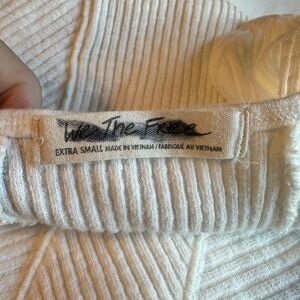 We The Free
EXTRA SMALL MADE IN VIETNAM / FABRIQUÉ AU VIETNAM